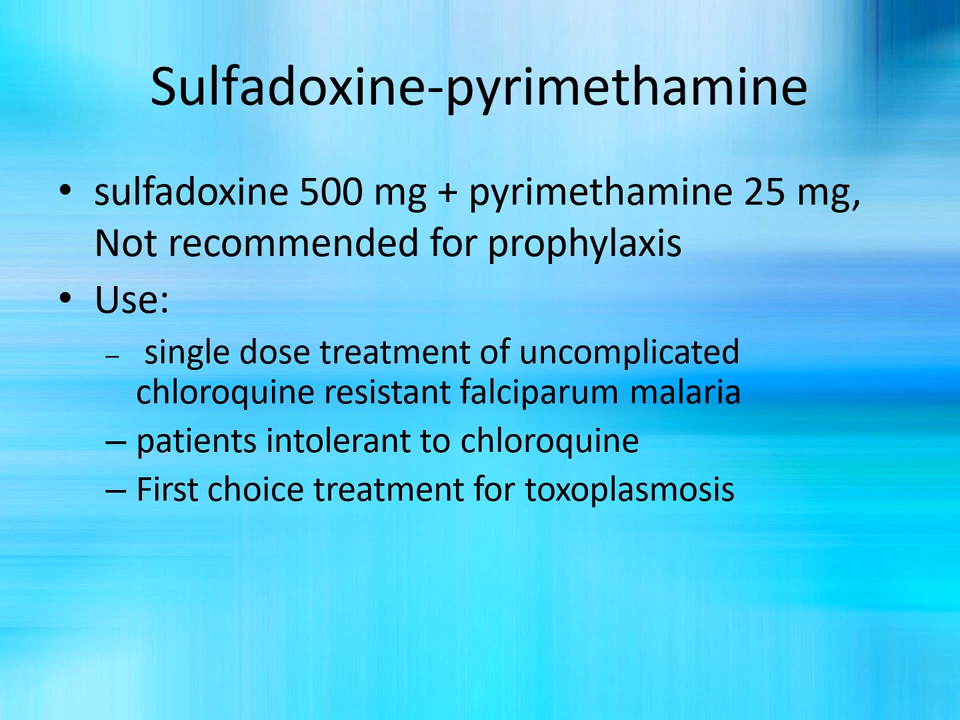 Sulfadoxine-pyrimethamine
• sulfadoxine 500 mg + pyrimethamine 25 mg,
Not recommended for prophylaxis
• Use:
– single dose treatment of uncomplicated
chloroquine resistant falciparum malaria
– patients intolerant to chloroquine
– First choice treatment for toxoplasmosis